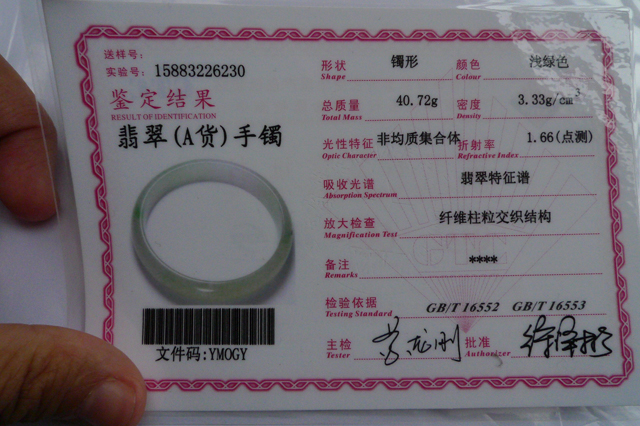 送样号:
实验号: 15883226230
鉴定结果
RESULT OF IDENTIFICATION
翡翠(A货)手镯
文件码:YMOGY
形状 镯形 颜色 浅绿色
Shape Colour
总质量 40.72g 密度 3.33g/cm³
Total Mass Density
光性特征 非均质集合体 折射率 1.66(点测)
Optic Character Refractive Index
吸收光谱 翡翠特征谱
Absorption Spectrum
放大检查 纤维柱粒交织结构
Magnification Test
备注 ****
Remarks
检验依据 GB/T 16552 GB/T 16553
Testing Standard
主检 批准
Tester Authorizer